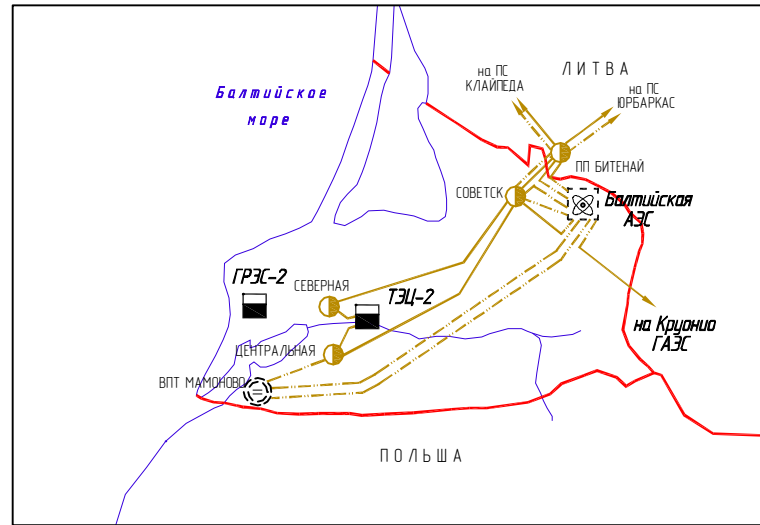 Балтийское
море
ЛИТВА
на ПС
КЛАЙПЕДА
на ПС
ЮРБАРКАС
ПП БИТЕНАЙ
СОВЕТСК
Балтийская
АЭС
ГРЭС-2
СЕВЕРНАЯ
ТЭЦ-2
на Круонио
ГАЭС
ЦЕНТРАЛЬНАЯ
ВПТ МАМОНОВО
ПОЛЬША